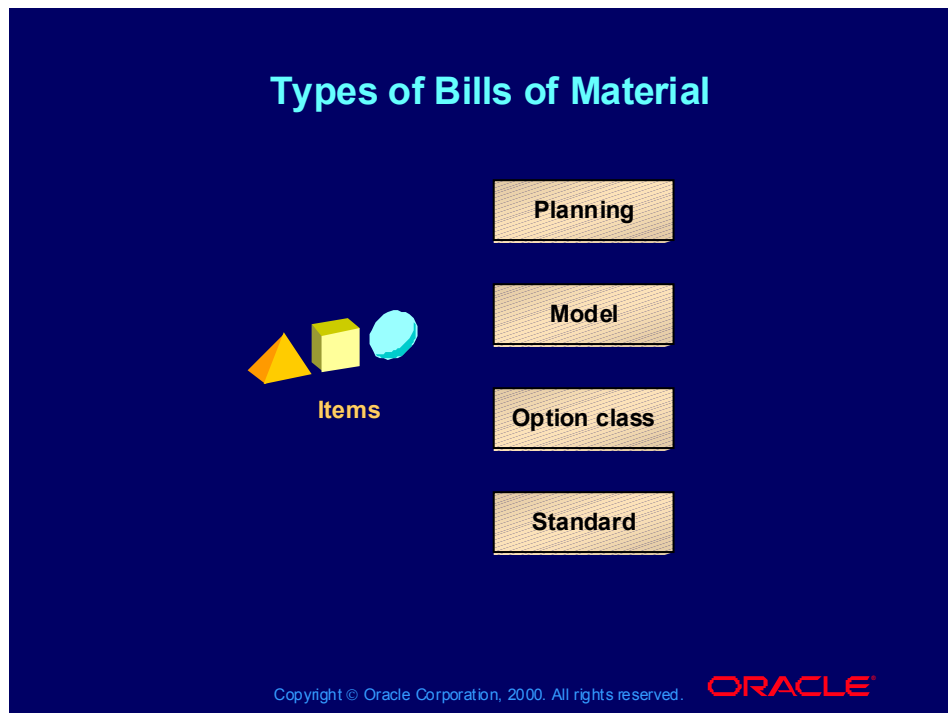 Types of Bills of Material
Planning
Model
Items
Option class
Standard
Copyright © Oracle Corporation, 2000. All rights reserved.
ORACLE®